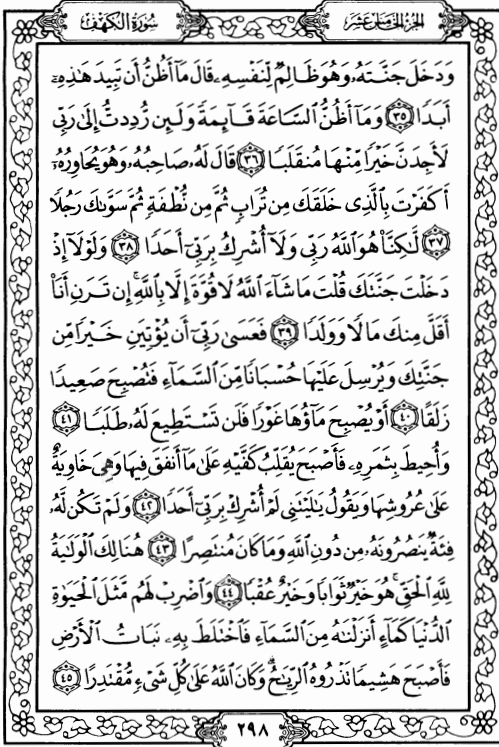 الجزء الخامس عشر
سورة الكهف
وَدَخَلَ جَنَّتَهُۥ وَهُوَ ظَالِمٌ لِّنَفْسِهِۦ قَالَ مَآ أَظُنُّ أَن تَبِيدَ هَٰذِهِۦٓ
أَبَدًا ٣٥ وَمَآ أَظُنُّ ٱلسَّاعَةَ قَآئِمَةً وَلَئِن رُّدِدتُّ إِلَىٰ رَبِّى
لَأَجِدَنَّ خَيْرًا مِّنْهَا مُنقَلَبًا ٣٦ قَالَ لَهُۥ صَاحِبُهُۥ وَهُوَ يُحَاوِرُهُۥٓ
أَكَفَرْتَ بِٱلَّذِى خَلَقَكَ مِن تُرَابٍ ثُمَّ مِن نُّطْفَةٍ ثُمَّ سَوَّىٰكَ رَجُلًا
٣٧ لَّٰكِنَّا۠ هُوَ ٱللَّهُ رَبِّى وَلَآ أُشْرِكُ بِرَبِّىٓ أَحَدًا ٣٨ وَلَوْلَآ إِذْ
دَخَلْتَ جَنَّتَكَ قُلْتَ مَا شَآءَ ٱللَّهُ لَا قُوَّةَ إِلَّا بِٱللَّهِ ۚ إِن تَرَنِ أَنَا۠
أَقَلَّ مِنكَ مَالًا وَوَلَدًا ٣٩ فَعَسَىٰ رَبِّىٓ أَن يُؤْتِيَنِ خَيْرًا مِّن
جَنَّتِكَ وَيُرْسِلَ عَلَيْهَا حُسْبَانًا مِّنَ ٱلسَّمَآءِ فَتُصْبِحَ صَعِيدًا
زَلَقًا ٤٠ أَوْ يُصْبِحَ مَآؤُهَا غَوْرًا فَلَن تَسْتَطِيعَ لَهُۥ طَلَبًا ٤١
وَأُحِيطَ بِثَمَرِهِۦ فَأَصْبَحَ يُقَلِّبُ كَفَّيْهِ عَلَىٰ مَآ أَنفَقَ فِيهَا وَهِىَ خَاوِيَةٌ
عَلَىٰ عُرُوشِهَا وَيَقُولُ يَٰلَيْتَنِى لَمْ أُشْرِكْ بِرَبِّىٓ أَحَدًا ٤٢ وَلَمْ تَكُن لَّهُۥ
فِئَةٌ يَنصُرُونَهُۥ مِن دُونِ ٱللَّهِ وَمَا كَانَ مُنتَصِرًا ٤٣ هُنَالِكَ ٱلْوَلَٰيَةُ
لِلَّهِ ٱلْحَقِّ ۚ هُوَ خَيْرٌ ثَوَابًا وَخَيْرٌ عُقْبًا ٤٤ وَٱضْرِبْ لَهُم مَّثَلَ ٱلْحَيَوٰةِ
ٱلدُّنْيَا كَمَآءٍ أَنزَلْنَٰهُ مِنَ ٱلسَّمَآءِ فَٱخْتَلَطَ بِهِۦ نَبَاتُ ٱلْأَرْضِ
فَأَصْبَحَ هَشِيمًا تَذْرُوهُ ٱلرِّيَٰحُ ۗ وَكَانَ ٱللَّهُ عَلَىٰ كُلِّ شَىْءٍ مُّقْتَدِرًا ٤٥
٢٩٨